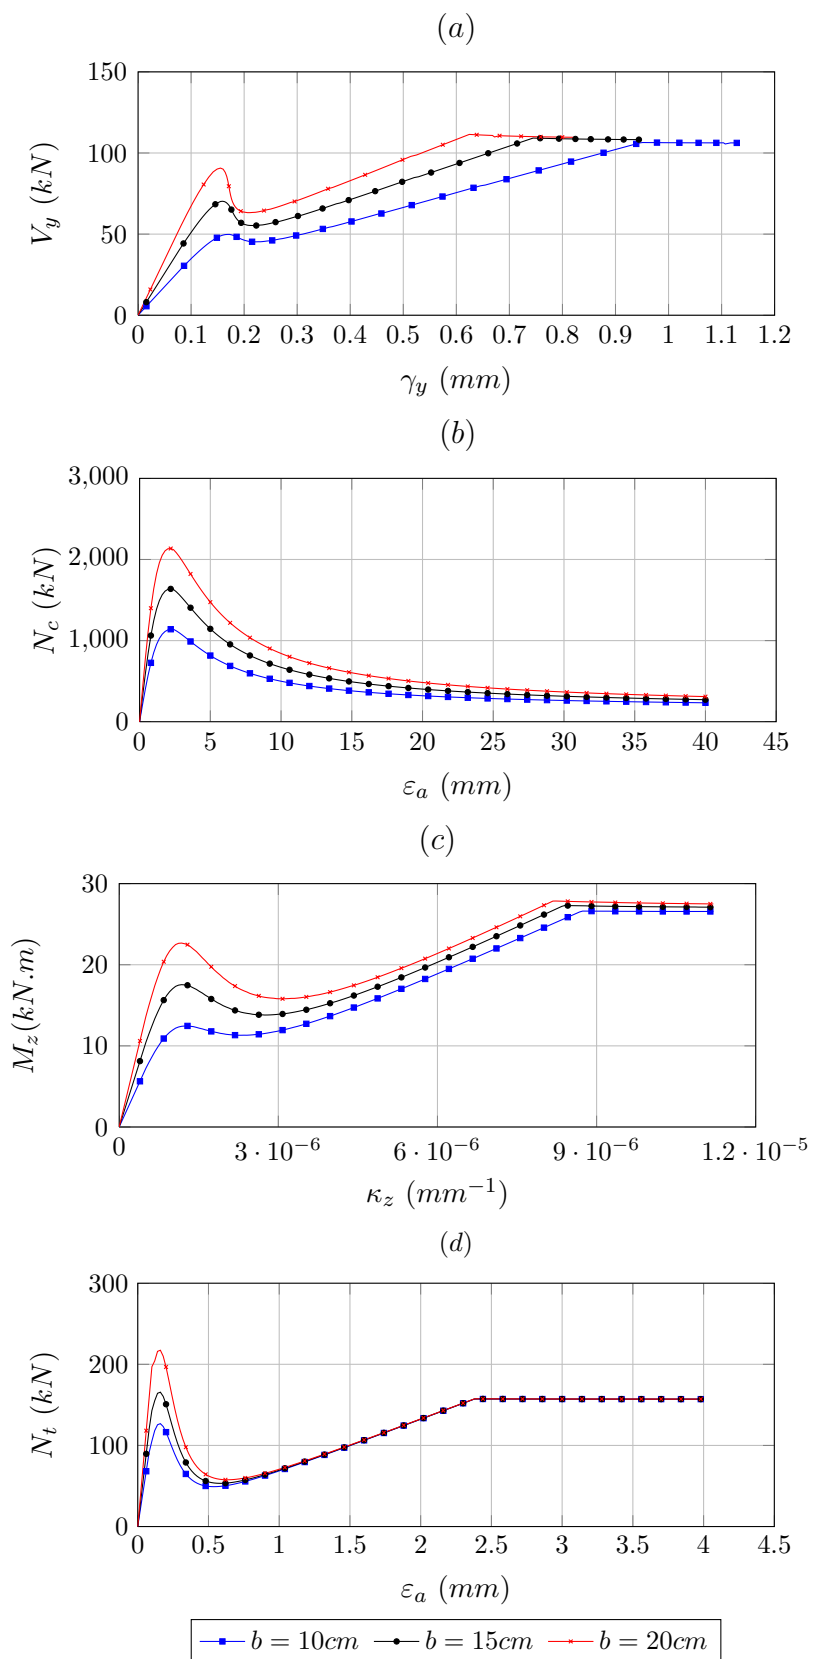 (a)
150
100
50
0
V_y (kN)
0 0.1 0.2 0.3 0.4 0.5 0.6 0.7 0.8 0.9 1 1.1 1.2
γ_y (mm)
(b)
3,000
2,000
1,000
0
N_c (kN)
0 5 10 15 20 25 30 35 40 45
ε_a (mm)
(c)
30
20
10
0
M_z(kN.m)
0 3·10⁻⁶ 6·10⁻⁶ 9·10⁻⁶ 1.2·10⁻⁵
κ_z (mm⁻¹)
(d)
300
200
100
0
N_t (kN)
0 0.5 1 1.5 2 2.5 3 3.5 4 4.5
ε_a (mm)
b = 10cm b = 15cm b = 20cm